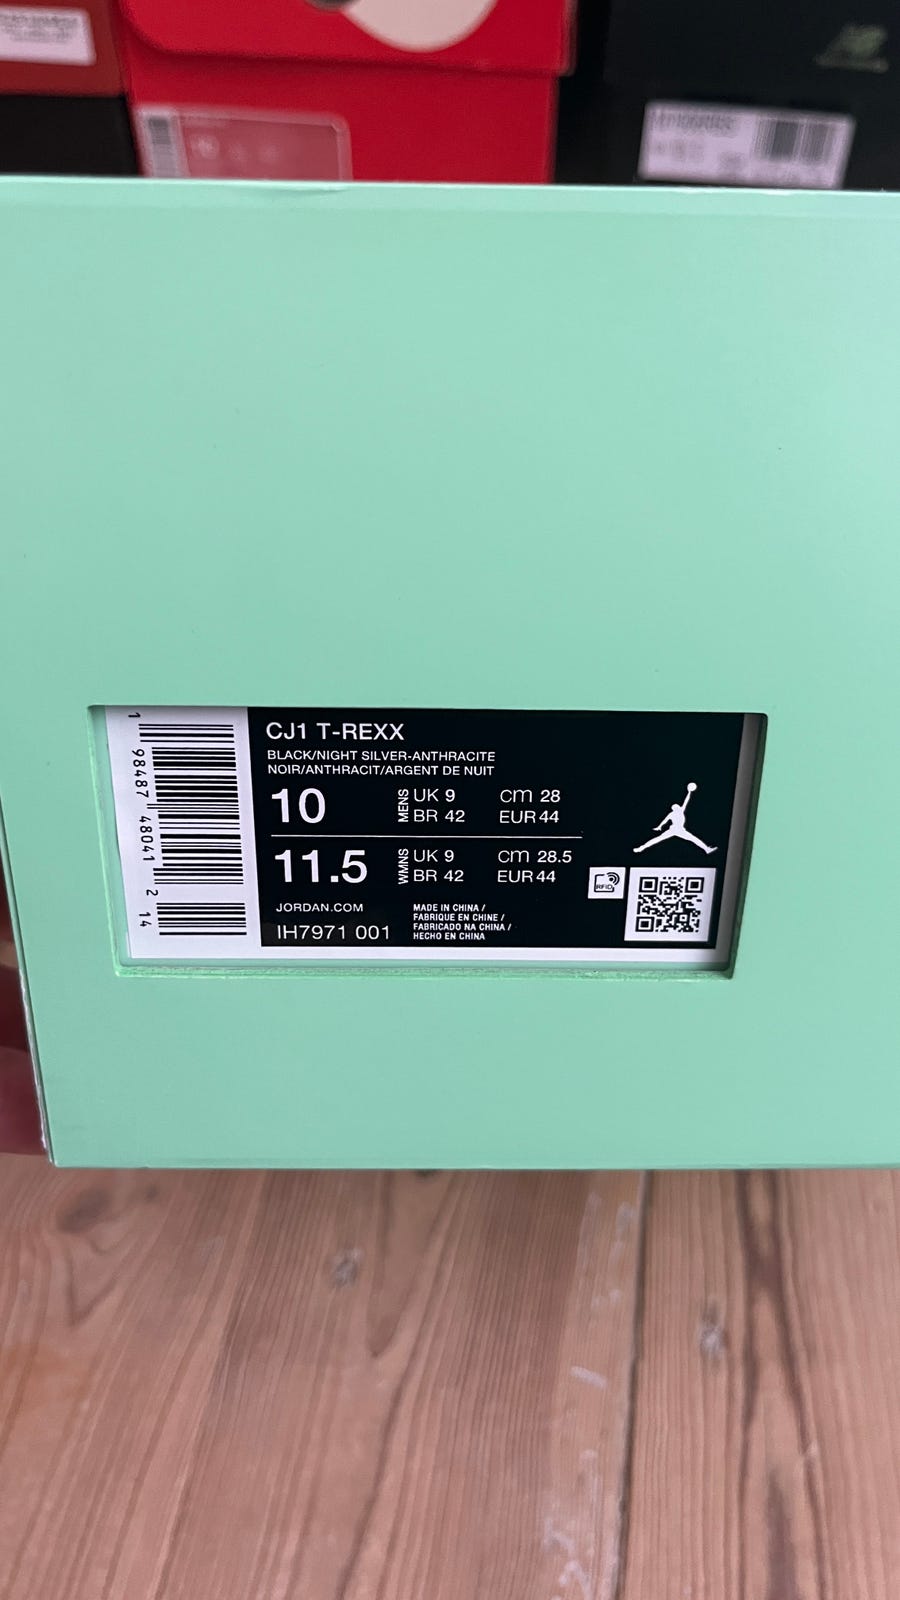 CJ1 T-REXX
BLACK/NIGHT SILVER-ANTHRACITE
NOIR/ANTHRACIT/ARGENT DE NUIT
10 MENS UK 9 cm 28
BR 42 EUR 44
11.5 WMNS UK 9 cm 28.5
BR 42 EUR 44
JORDAN.COM
IH7971 001
MADE IN CHINA /
FABRIQUE EN CHINE /
FABRICADO NA CHINA /
HECHO EN CHINA
RFID
1 98487 48041 2 14